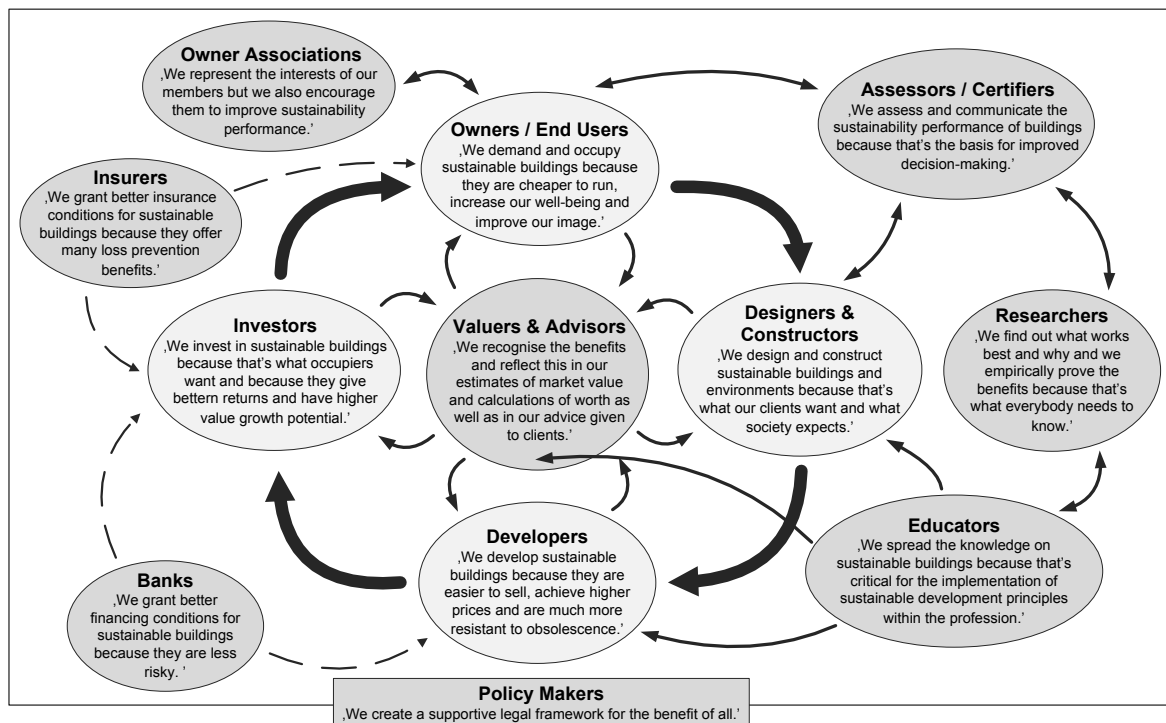 Owner Associations
‚We represent the interests of our
members but we also encourage
them to improve sustainability
performance.’
Owners / End Users
‚We demand and occupy
sustainable buildings because
they are cheaper to run,
increase our well-being and
improve our image.’
Assessors / Certifiers
‚We assess and communicate the
sustainability performance of buildings
because that’s the basis for improved
decision-making.’
Insurers
‚We grant better insurance
conditions for sustainable
buildings because they offer
many loss prevention
benefits.’
Investors
‚We invest in sustainable buildings
because that’s what occupiers
want and because they give
bettern returns and have higher
value growth potential.’
Valuers & Advisors
‚We recognise the benefits
and reflect this in our
estimates of market value
and calculations of worth as
well as in our advice given
to clients.’
Designers &
Constructors
‚We design and construct
sustainable buildings and
environments because that’s
what our clients want and what
society expects.’
Researchers
‚We find out what works
best and why and we
empirically prove the
benefits because that’s
what everybody needs to
know.’
Developers
‚We develop sustainable
buildings because they are
easier to sell, achieve higher
prices and are much more
resistant to obsolescence.’
Educators
‚We spread the knowledge on
sustainable buildings because that’s
critical for the implementation of
sustainable development principles
within the profession.’
Banks
‚We grant better
financing conditions for
sustainable buildings
because they are less
risky. ’
Policy Makers
‚We create a supportive legal framework for the benefit of all.’